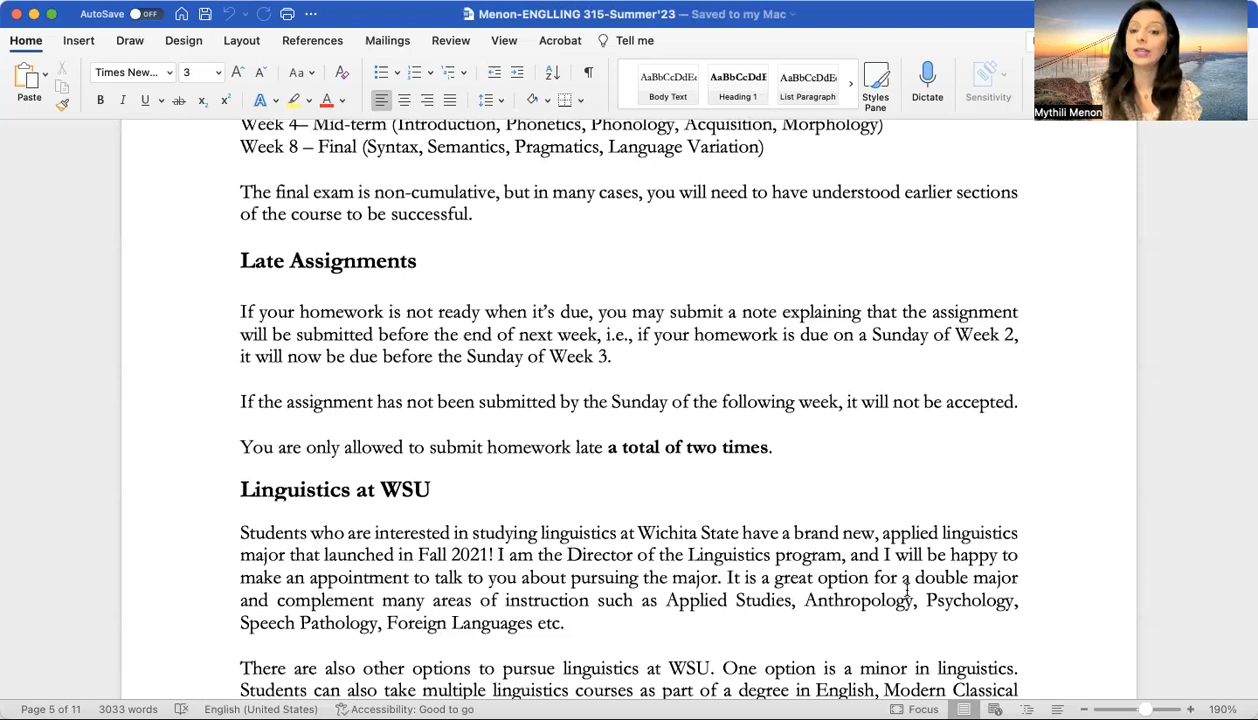 AutoSave OFF
Menon-ENGLLING 315-Summer'23 — Saved to my Mac
Home Insert Draw Design Layout References Mailings Review View Acrobat Tell me
Paste
Times New... 3
Aa
B I U ab x₂ x² A A
AaBbCcDdEe AaBbCcDdE AaBbCcDdEe
Body Text Heading 1 List Paragraph
Styles Pane
Dictate
Sensitivity
Mythili Menon
Week 4– Mid-term (Introduction, Phonetics, Phonology, Acquisition, Morphology)
Week 8 – Final (Syntax, Semantics, Pragmatics, Language Variation)
The final exam is non-cumulative, but in many cases, you will need to have understood earlier sections
of the course to be successful.
Late Assignments
If your homework is not ready when it's due, you may submit a note explaining that the assignment
will be submitted before the end of next week, i.e., if your homework is due on a Sunday of Week 2,
it will now be due before the Sunday of Week 3.
If the assignment has not been submitted by the Sunday of the following week, it will not be accepted.
You are only allowed to submit homework late a total of two times.
Linguistics at WSU
Students who are interested in studying linguistics at Wichita State have a brand new, applied linguistics
major that launched in Fall 2021! I am the Director of the Linguistics program, and I will be happy to
make an appointment to talk to you about pursuing the major. It is a great option for a double major
and complement many areas of instruction such as Applied Studies, Anthropology, Psychology,
Speech Pathology, Foreign Languages etc.
There are also other options to pursue linguistics at WSU. One option is a minor in linguistics.
Students can also take multiple linguistics courses as part of a degree in English, Modern Classical
Page 5 of 11 3033 words English (United States) Accessibility: Good to go Focus 190%